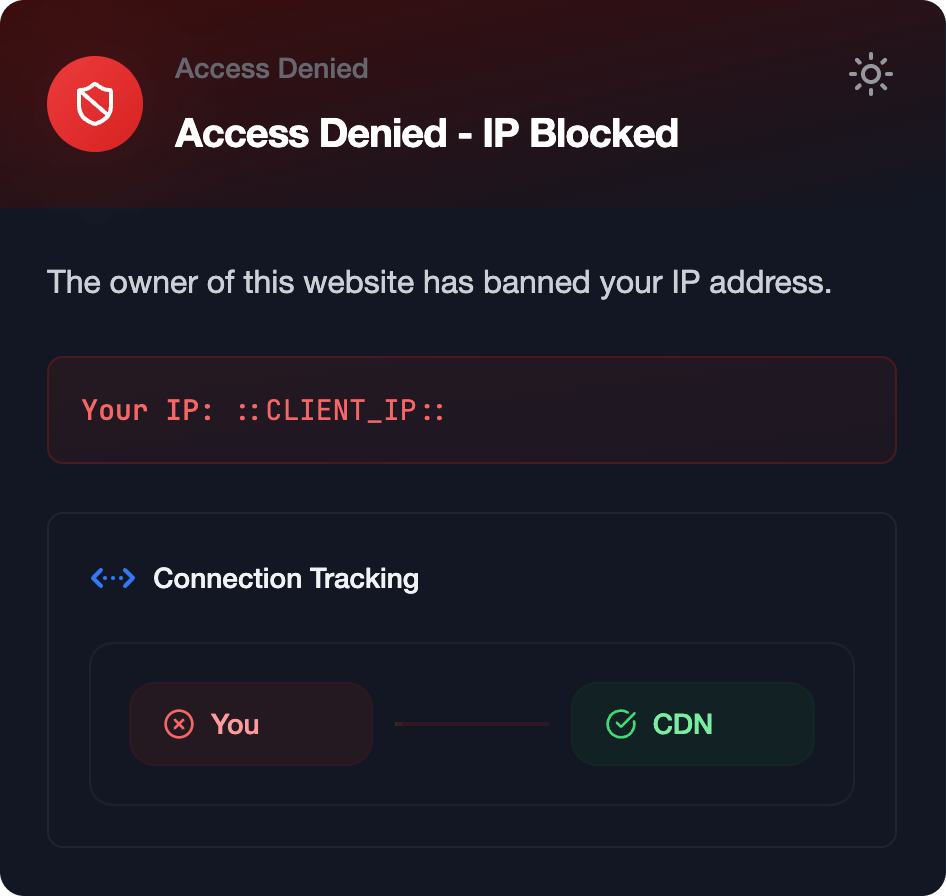 Access Denied
Access Denied - IP Blocked
The owner of this website has banned your IP address.
Your IP: ::CLIENT_IP::
Connection Tracking
You
CDN